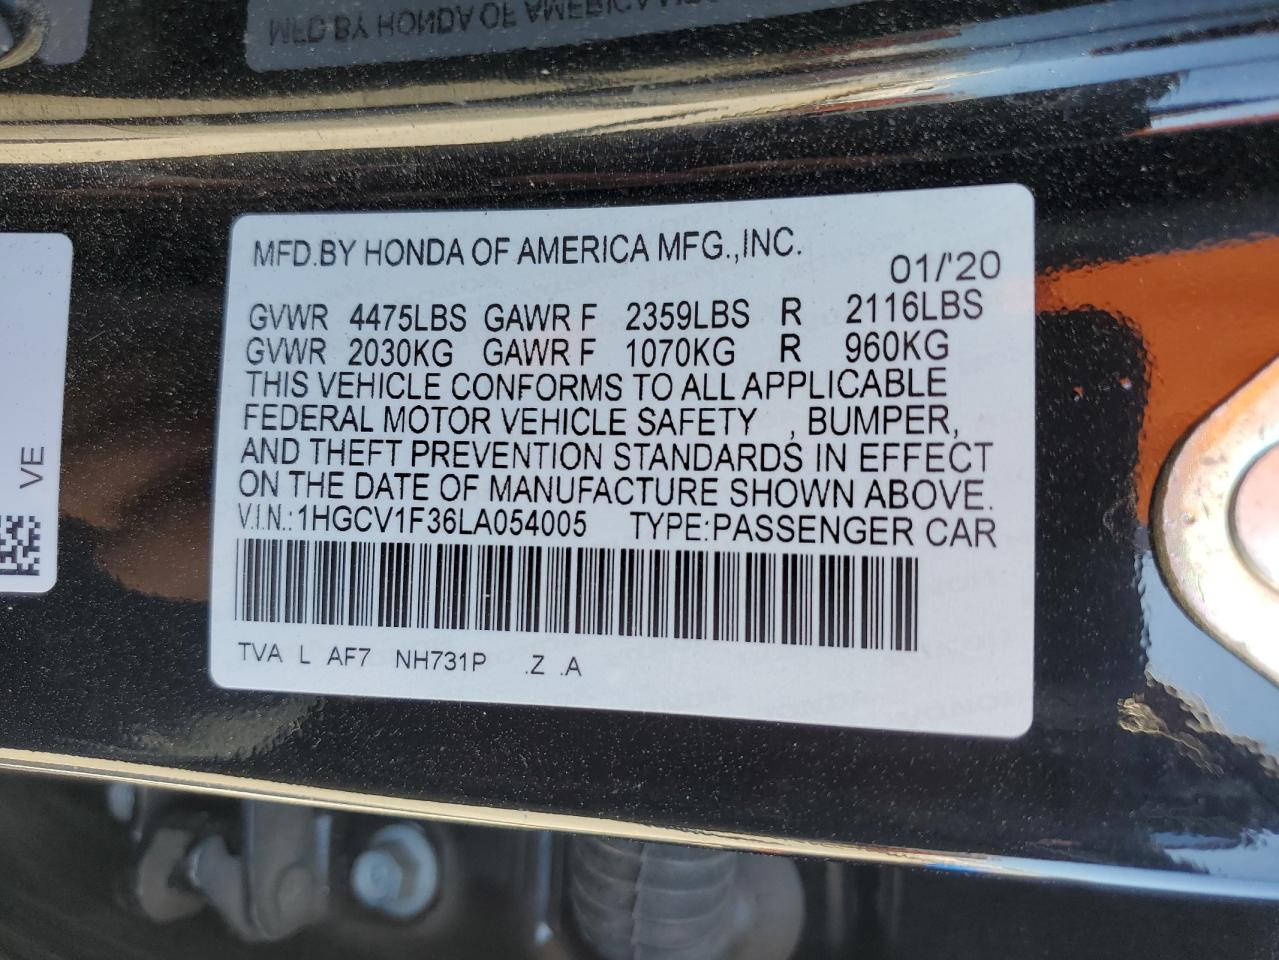 MFD BY HONDA OF AMERICA
MFD.BY HONDA OF AMERICA MFG.,INC.
01/'20
GVWR 4475LBS GAWR F 2359LBS R 2116LBS
GVWR 2030KG GAWR F 1070KG R 960KG
THIS VEHICLE CONFORMS TO ALL APPLICABLE
FEDERAL MOTOR VEHICLE SAFETY , BUMPER,
AND THEFT PREVENTION STANDARDS IN EFFECT
ON THE DATE OF MANUFACTURE SHOWN ABOVE.
V.I.N.:1HGCV1F36LA054005 TYPE:PASSENGER CAR
TVA L AF7 NH731P .Z .A
VE